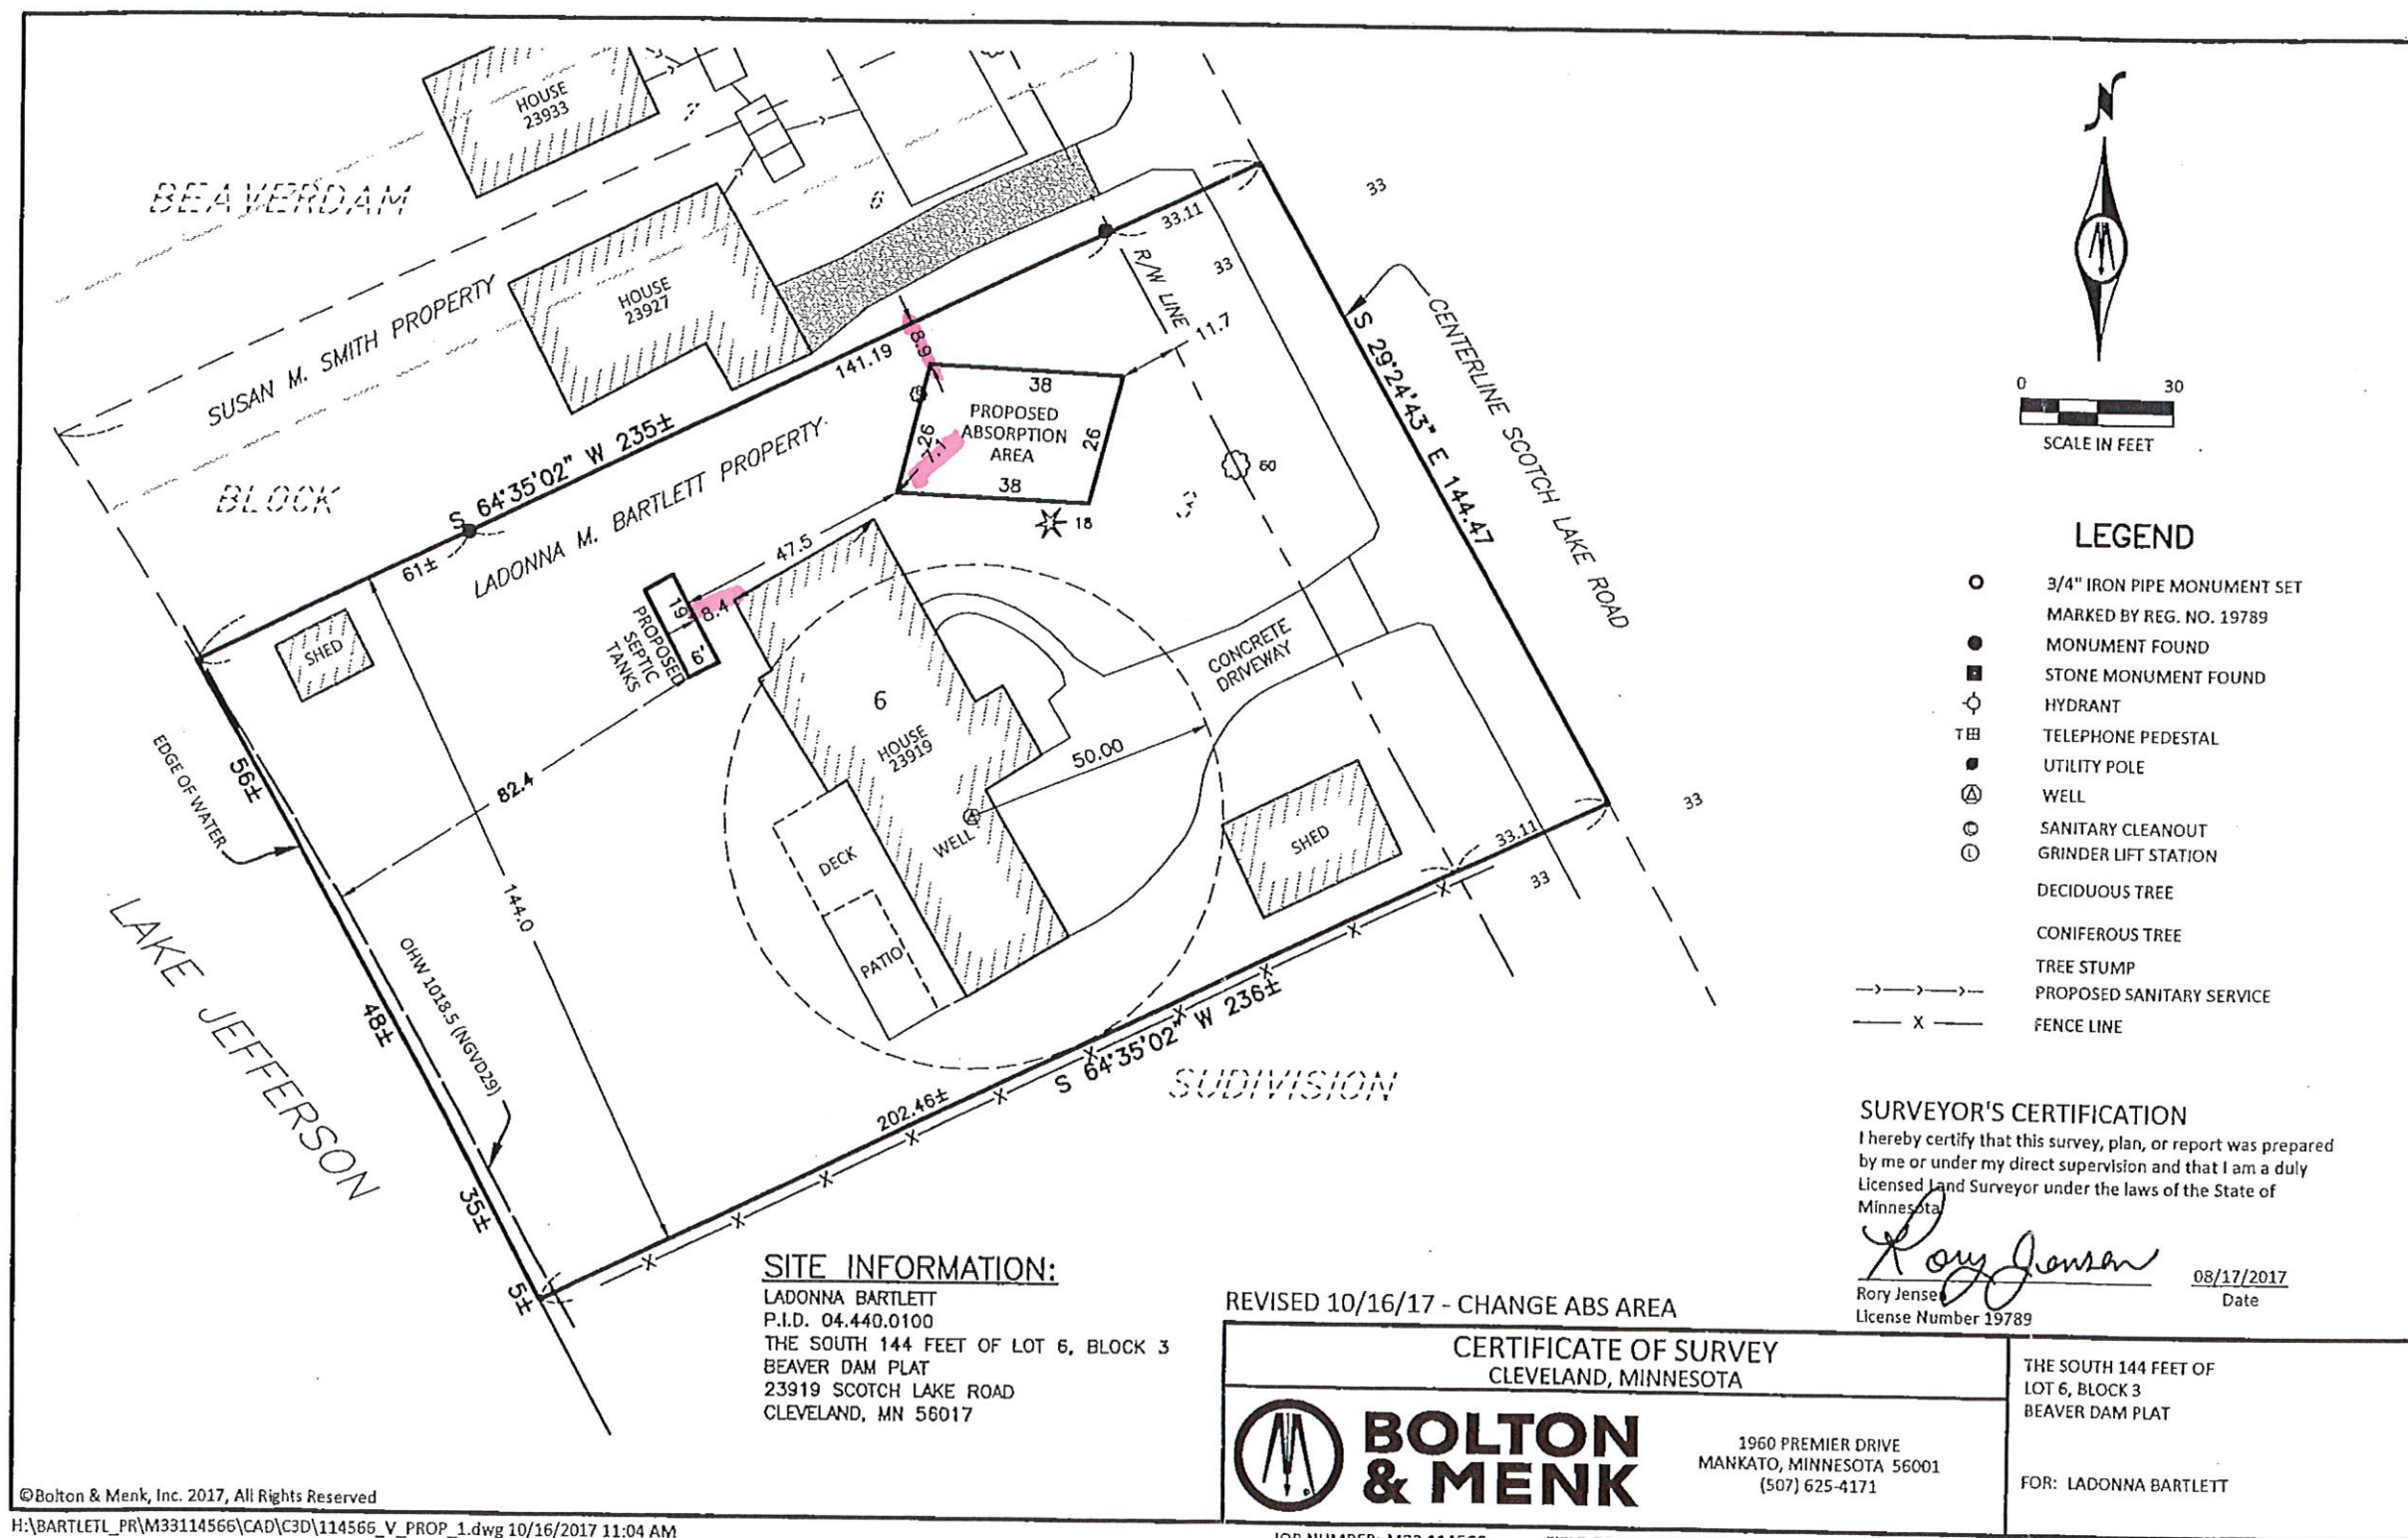 BEAVERDAM
HOUSE
23933
7
6
SUSAN M. SMITH PROPERTY
HOUSE
23927
BLOCK
S 64°35'02" W 235±
141.19
33.11
33
33
R/W LINE
11.7
8.9
38
PROPOSED
ABSORPTION
AREA
26
26
7.1
38
18
60
3
S 29°24'43" E 144.47
CENTERLINE SCOTCH LAKE ROAD
LADONNA M. BARTLETT PROPERTY
61±
47.5
19'
8.4
6'
PROPOSED
SEPTIC
TANKS
SHED
6
HOUSE
23919
CONCRETE
DRIVEWAY
50.00
EDGE OF WATER
56±
82.4
DECK
WELL
SHED
33.11
33
33
PATIO
144.0
OHW 1018.5 (NGVD29)
LAKE JEFFERSON
48±
35±
5±
S 64°35'02" W 236±
202.46±
SUDIVISION
N
0 30
SCALE IN FEET
LEGEND
3/4" IRON PIPE MONUMENT SET
MARKED BY REG. NO. 19789
MONUMENT FOUND
STONE MONUMENT FOUND
HYDRANT
T TELEPHONE PEDESTAL
UTILITY POLE
WELL
C SANITARY CLEANOUT
L GRINDER LIFT STATION
DECIDUOUS TREE
CONIFEROUS TREE
TREE STUMP
PROPOSED SANITARY SERVICE
X FENCE LINE
SURVEYOR'S CERTIFICATION
I hereby certify that this survey, plan, or report was prepared
by me or under my direct supervision and that I am a duly
Licensed Land Surveyor under the laws of the State of
Minnesota
Rory Jensen
08/17/2017
Rory Jensen Date
License Number 19789
SITE INFORMATION:
LADONNA BARTLETT
P.I.D. 04.440.0100
THE SOUTH 144 FEET OF LOT 6, BLOCK 3
BEAVER DAM PLAT
23919 SCOTCH LAKE ROAD
CLEVELAND, MN 56017
REVISED 10/16/17 - CHANGE ABS AREA
CERTIFICATE OF SURVEY
CLEVELAND, MINNESOTA
BOLTON
& MENK
1960 PREMIER DRIVE
MANKATO, MINNESOTA 56001
(507) 625-4171
THE SOUTH 144 FEET OF
LOT 6, BLOCK 3
BEAVER DAM PLAT
FOR: LADONNA BARTLETT
©Bolton & Menk, Inc. 2017, All Rights Reserved
H:\BARTLETL_PR\M33114566\CAD\C3D\114566_V_PROP_1.dwg 10/16/2017 11:04 AM